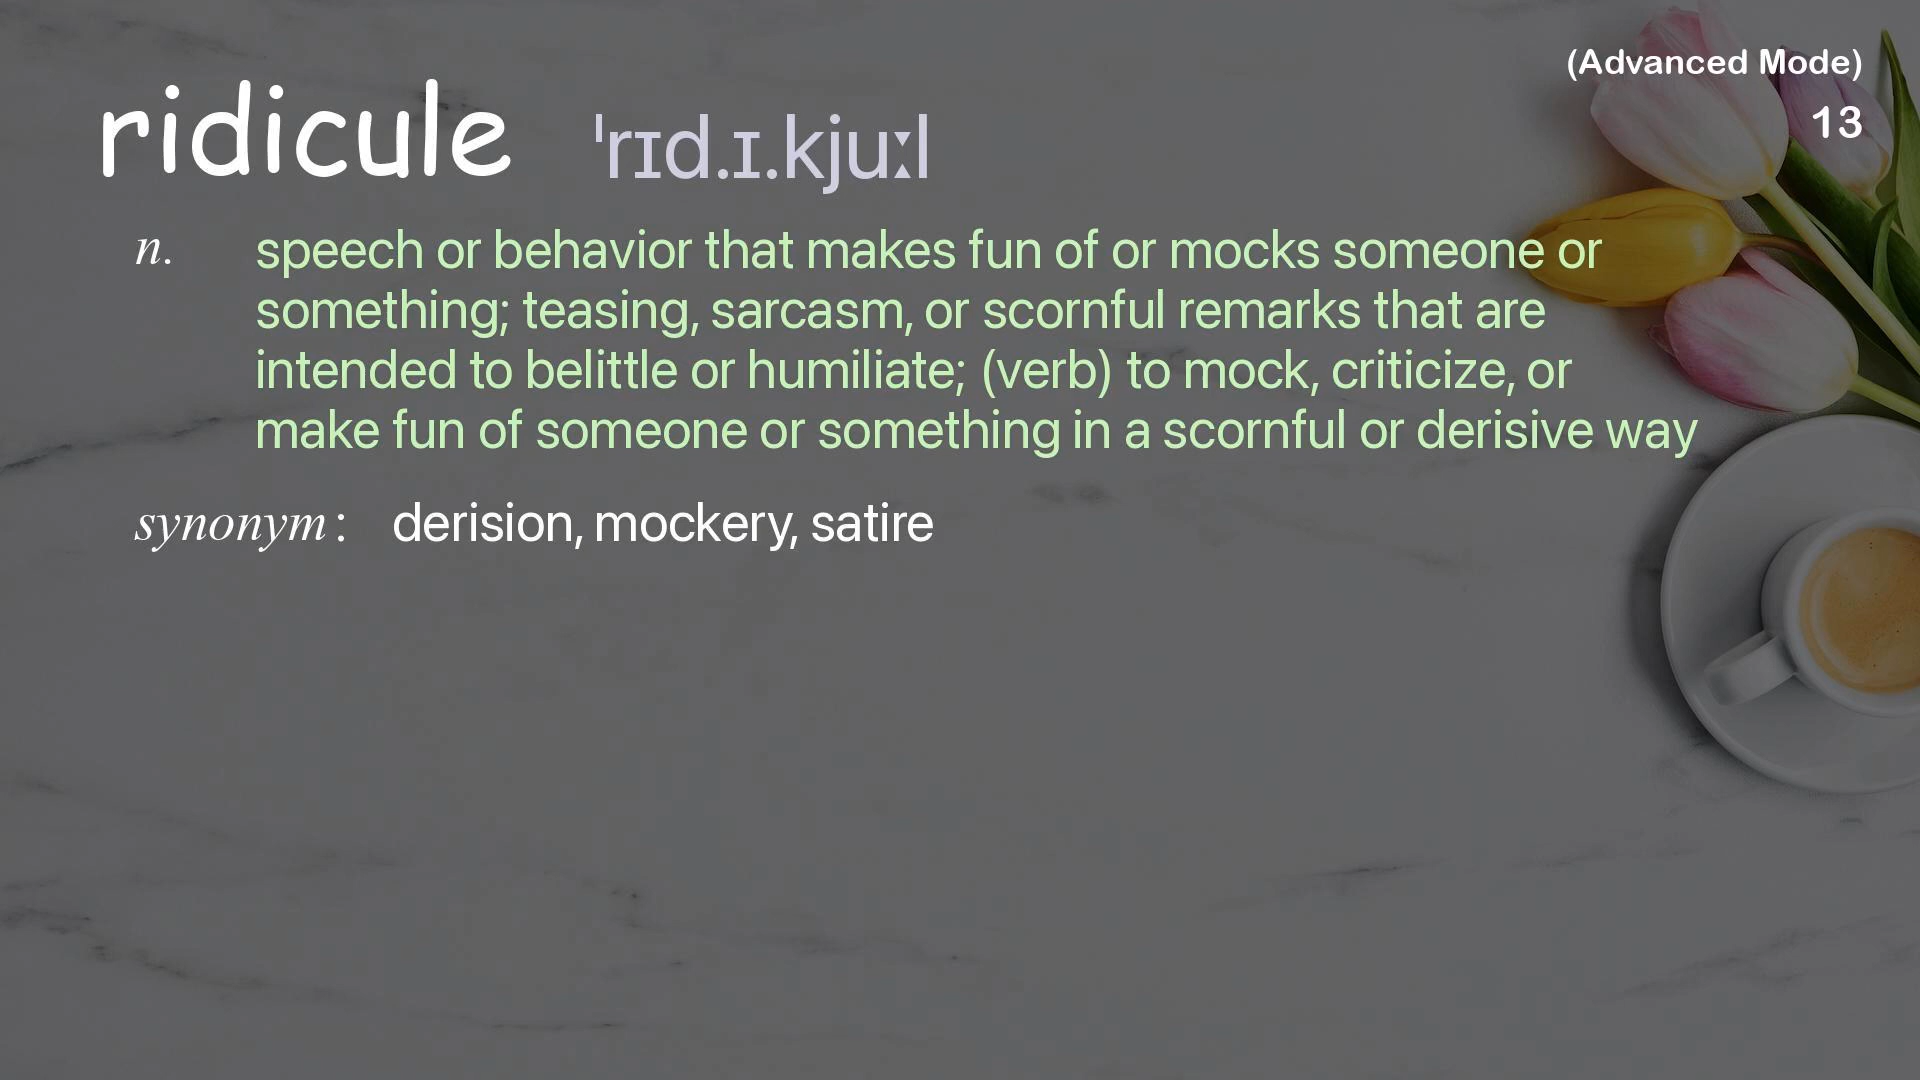 (Advanced Mode)
13
ridicule ˈrɪd.ɪ.kjuːl
n. speech or behavior that makes fun of or mocks someone or
something; teasing, sarcasm, or scornful remarks that are
intended to belittle or humiliate; (verb) to mock, criticize, or
make fun of someone or something in a scornful or derisive way
synonym : derision, mockery, satire